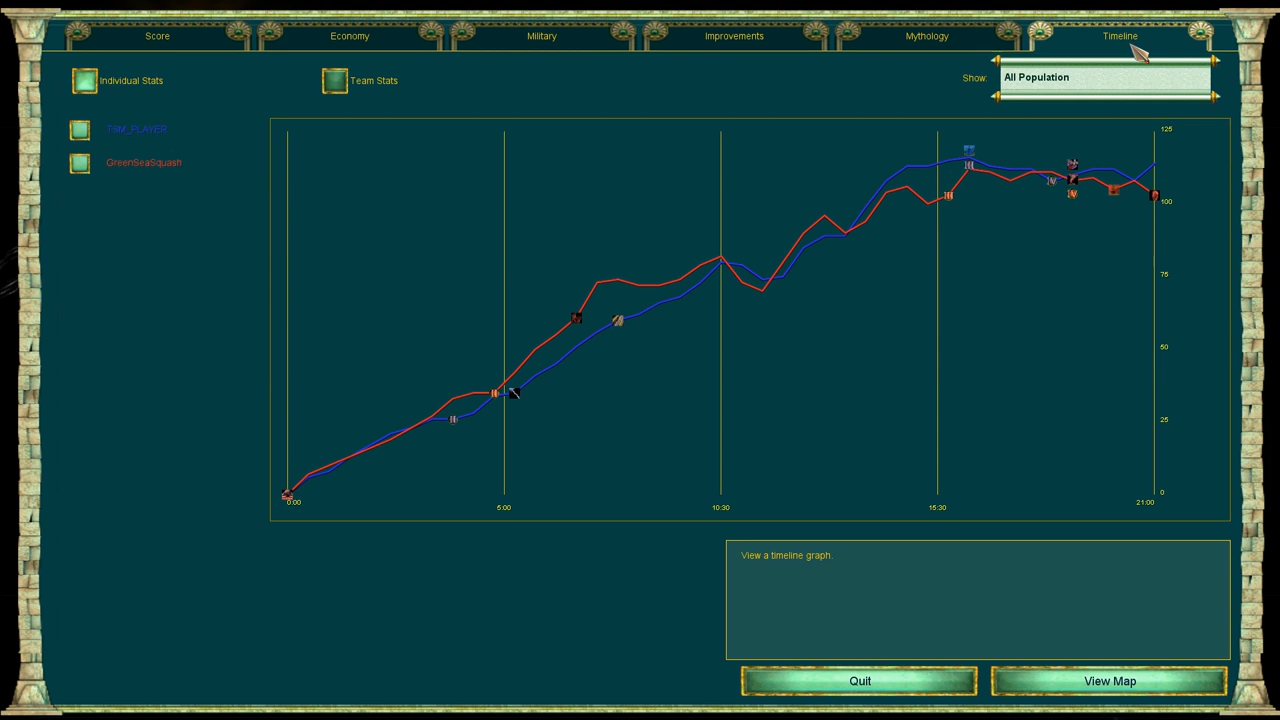 Score Economy Military Improvements Mythology Timeline
Individual Stats Team Stats Show: All Population
TSM_PLAYER
GreenSeaSquash
125
100
75
50
25
0
0:00 5:00 10:30 15:30 21:00
View a timeline graph.
Quit View Map